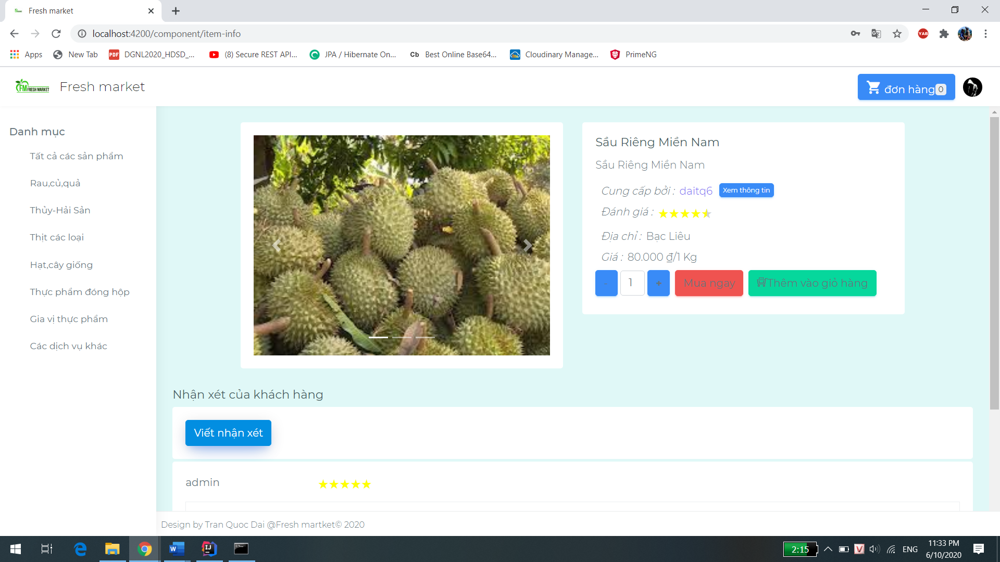 Fresh market
localhost:4200/component/item-info
YAB
Apps
New Tab
PDF DGNL2020_HDSD_...
(8) Secure REST API...
JPA / Hibernate On...
Cb Best Online Base64...
Cloudinary Manage...
PrimeNG
FM FRESH MARKET
Fresh market
đơn hàng 0
Danh mục
Tất cả các sản phẩm
Rau,củ,quả
Thủy-Hải Sản
Thịt các loại
Hạt,cây giống
Thực phẩm đóng hộp
Gia vị thực phẩm
Các dịch vụ khác
Sầu Riêng Miền Nam
Sầu Riêng Miền Nam
Cung cấp bởi : daitq6 Xem thông tin
Đánh giá :
Địa chỉ : Bạc Liêu
Giá : 80.000 ₫/1 Kg
- 1 + Mua ngay Thêm vào giỏ hàng
Nhận xét của khách hàng
Viết nhận xét
admin
Design by Tran Quoc Dai @Fresh martket© 2020
2:15
ENG
11:33 PM
6/10/2020